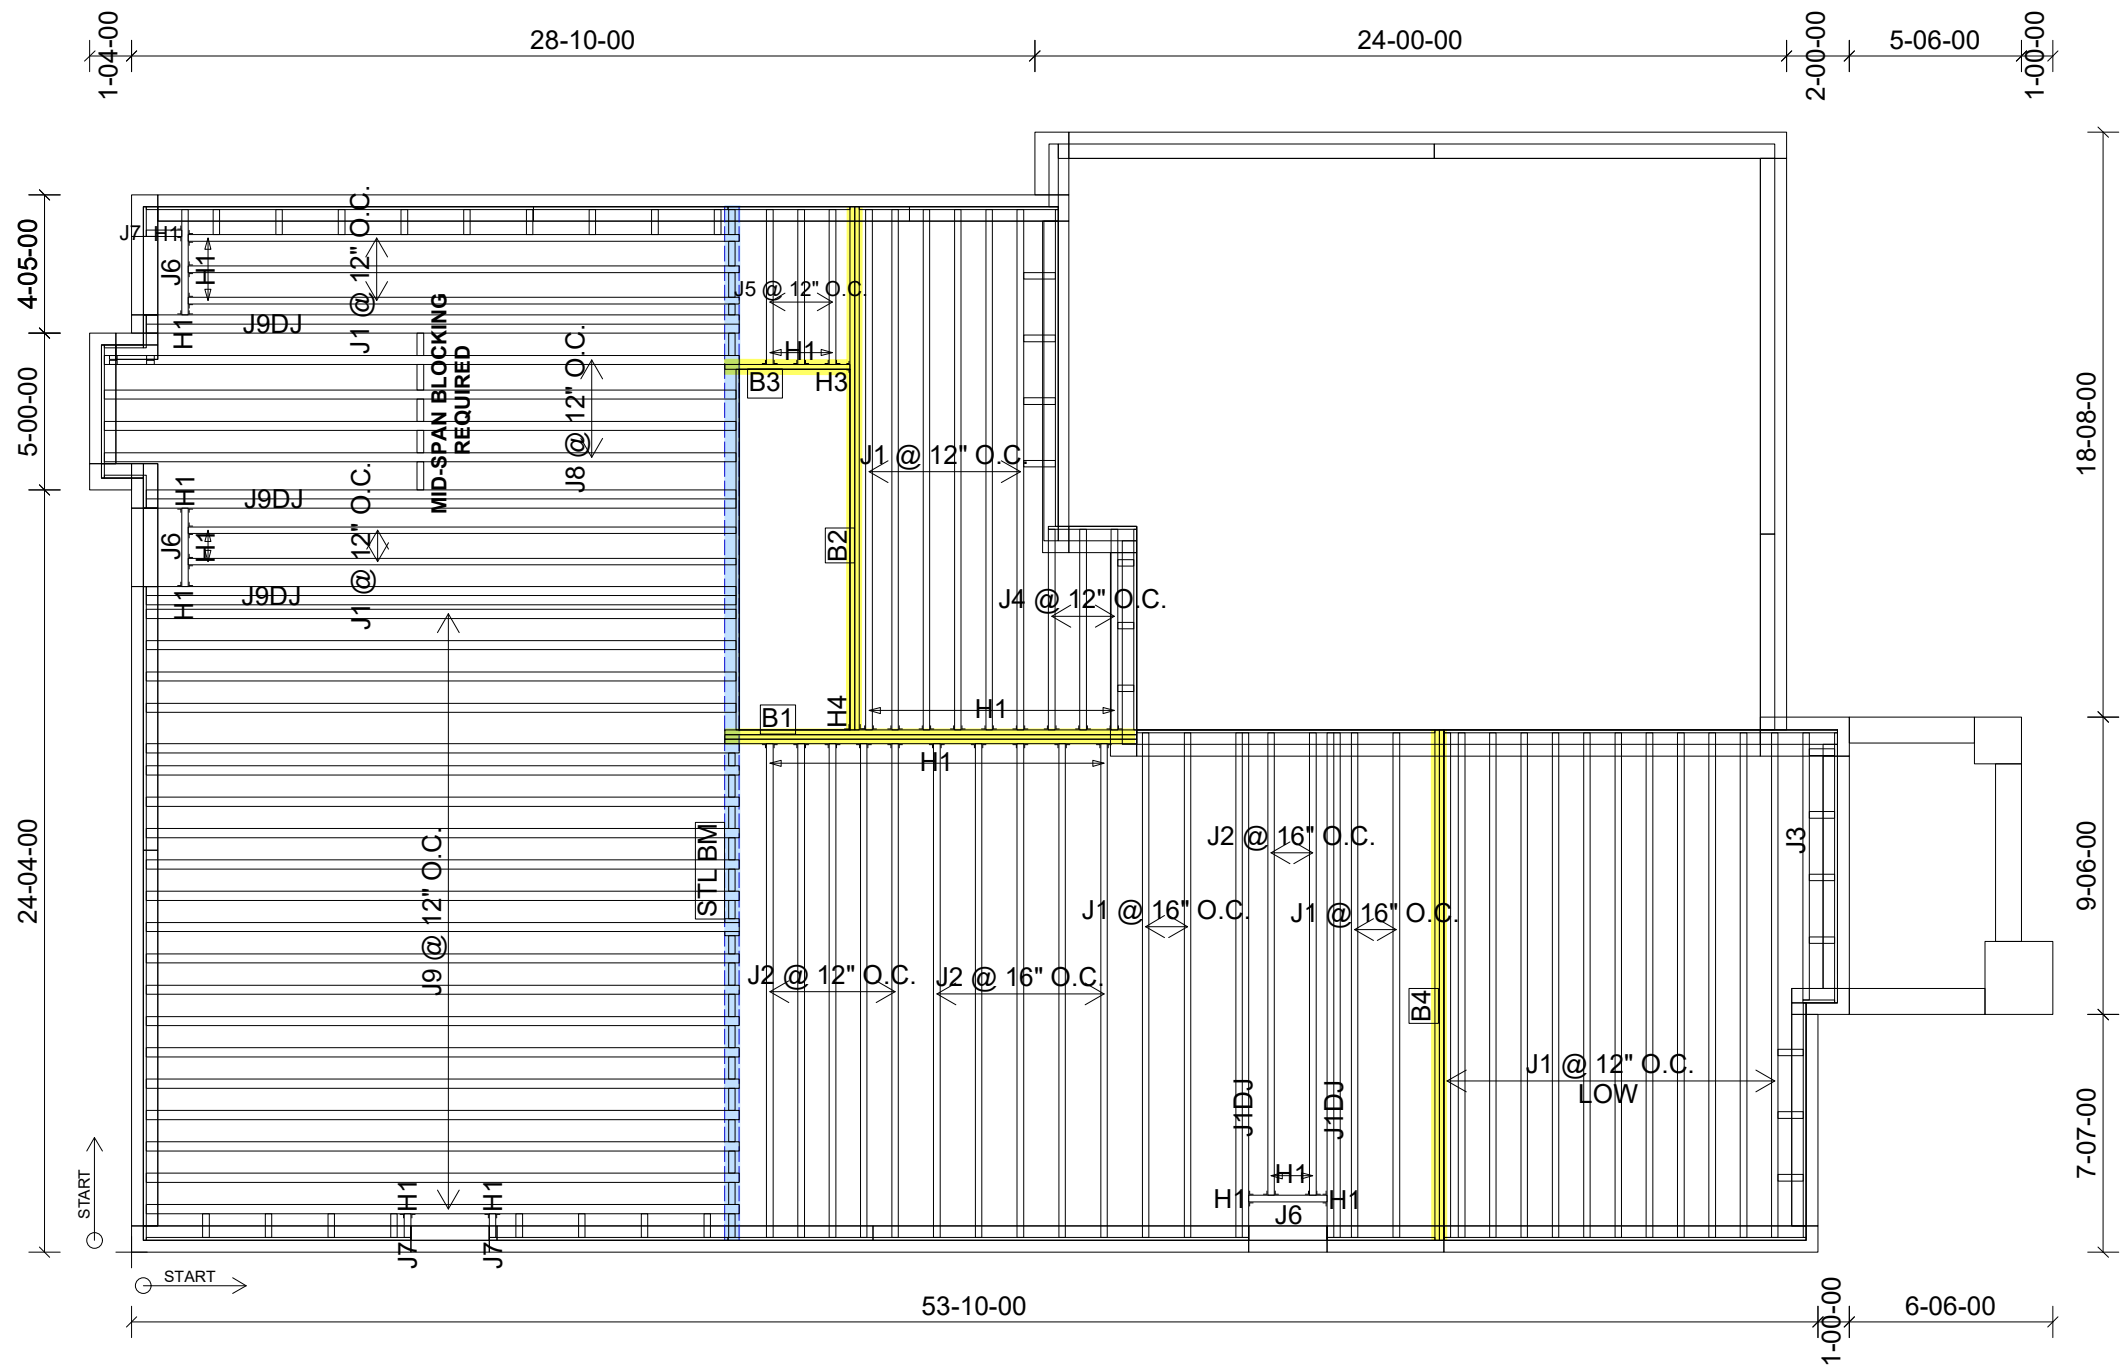 1-04-00
28-10-00
24-00-00
2-00-00
5-06-00
1-00-00
4-05-00
5-00-00
24-04-00
18-08-00
9-06-00
7-07-00
J7
H1
J6
H1
H1
J1 @ 12" O.C.
J9DJ
MID-SPAN BLOCKING
REQUIRED
J8 @ 12" O.C.
J5 @ 12" O.C.
H1
B3
H3
J1 @ 12" O.C.
B2
J9DJ
H1
J6
H1
H1
J1 @ 12" O.C.
J9DJ
J4 @ 12" O.C.
B1
H4
H1
H1
STL BM
J9 @ 12" O.C.
J2 @ 12" O.C.
J2 @ 16" O.C.
J1 @ 16" O.C.
J2 @ 16" O.C.
J1 @ 16" O.C.
J3
B4
J1 @ 12" O.C.
LOW
J1DJ
J1DJ
H1
H1
H1
J6
H1
H1
J7
J7
START
START
53-10-00
1-00-00
6-06-00